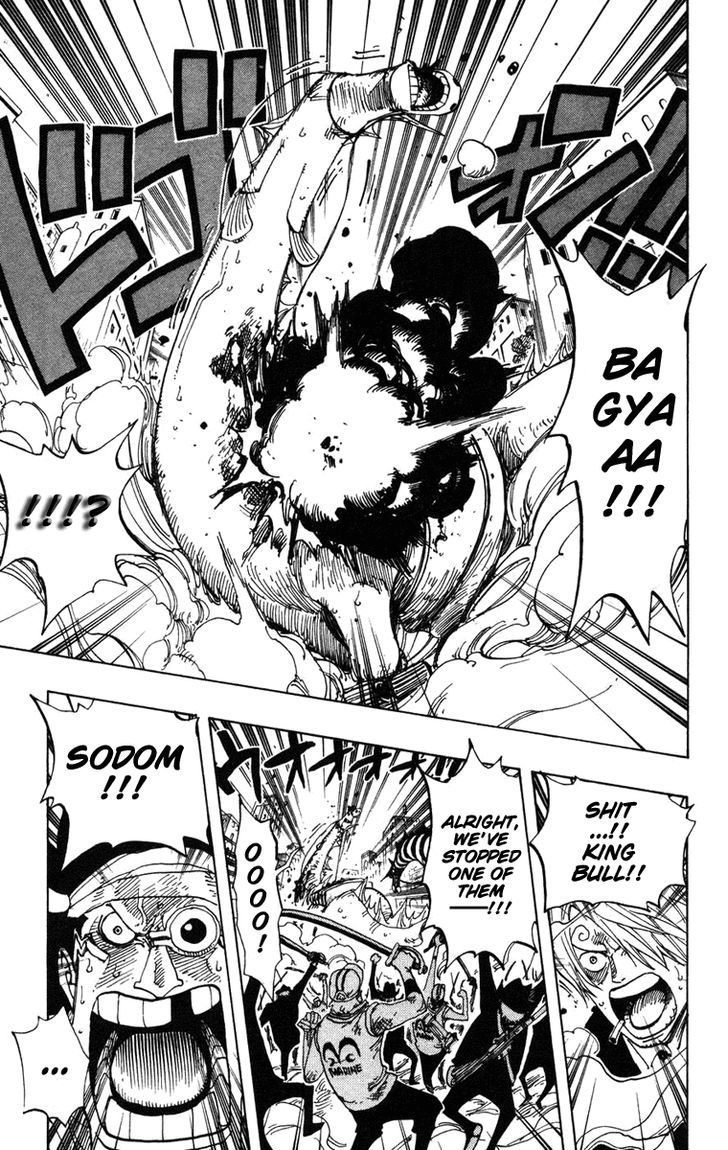 ドゴオン!!!
BA
GYA
AA
!!!
!!!?
SHIT
...!!
KING
BULL!!
ALRIGHT,
WE'VE
STOPPED
ONE OF
THEM
—!!!
ウオオオオ
OOOO!
MARINE
SODOM
!!!
...